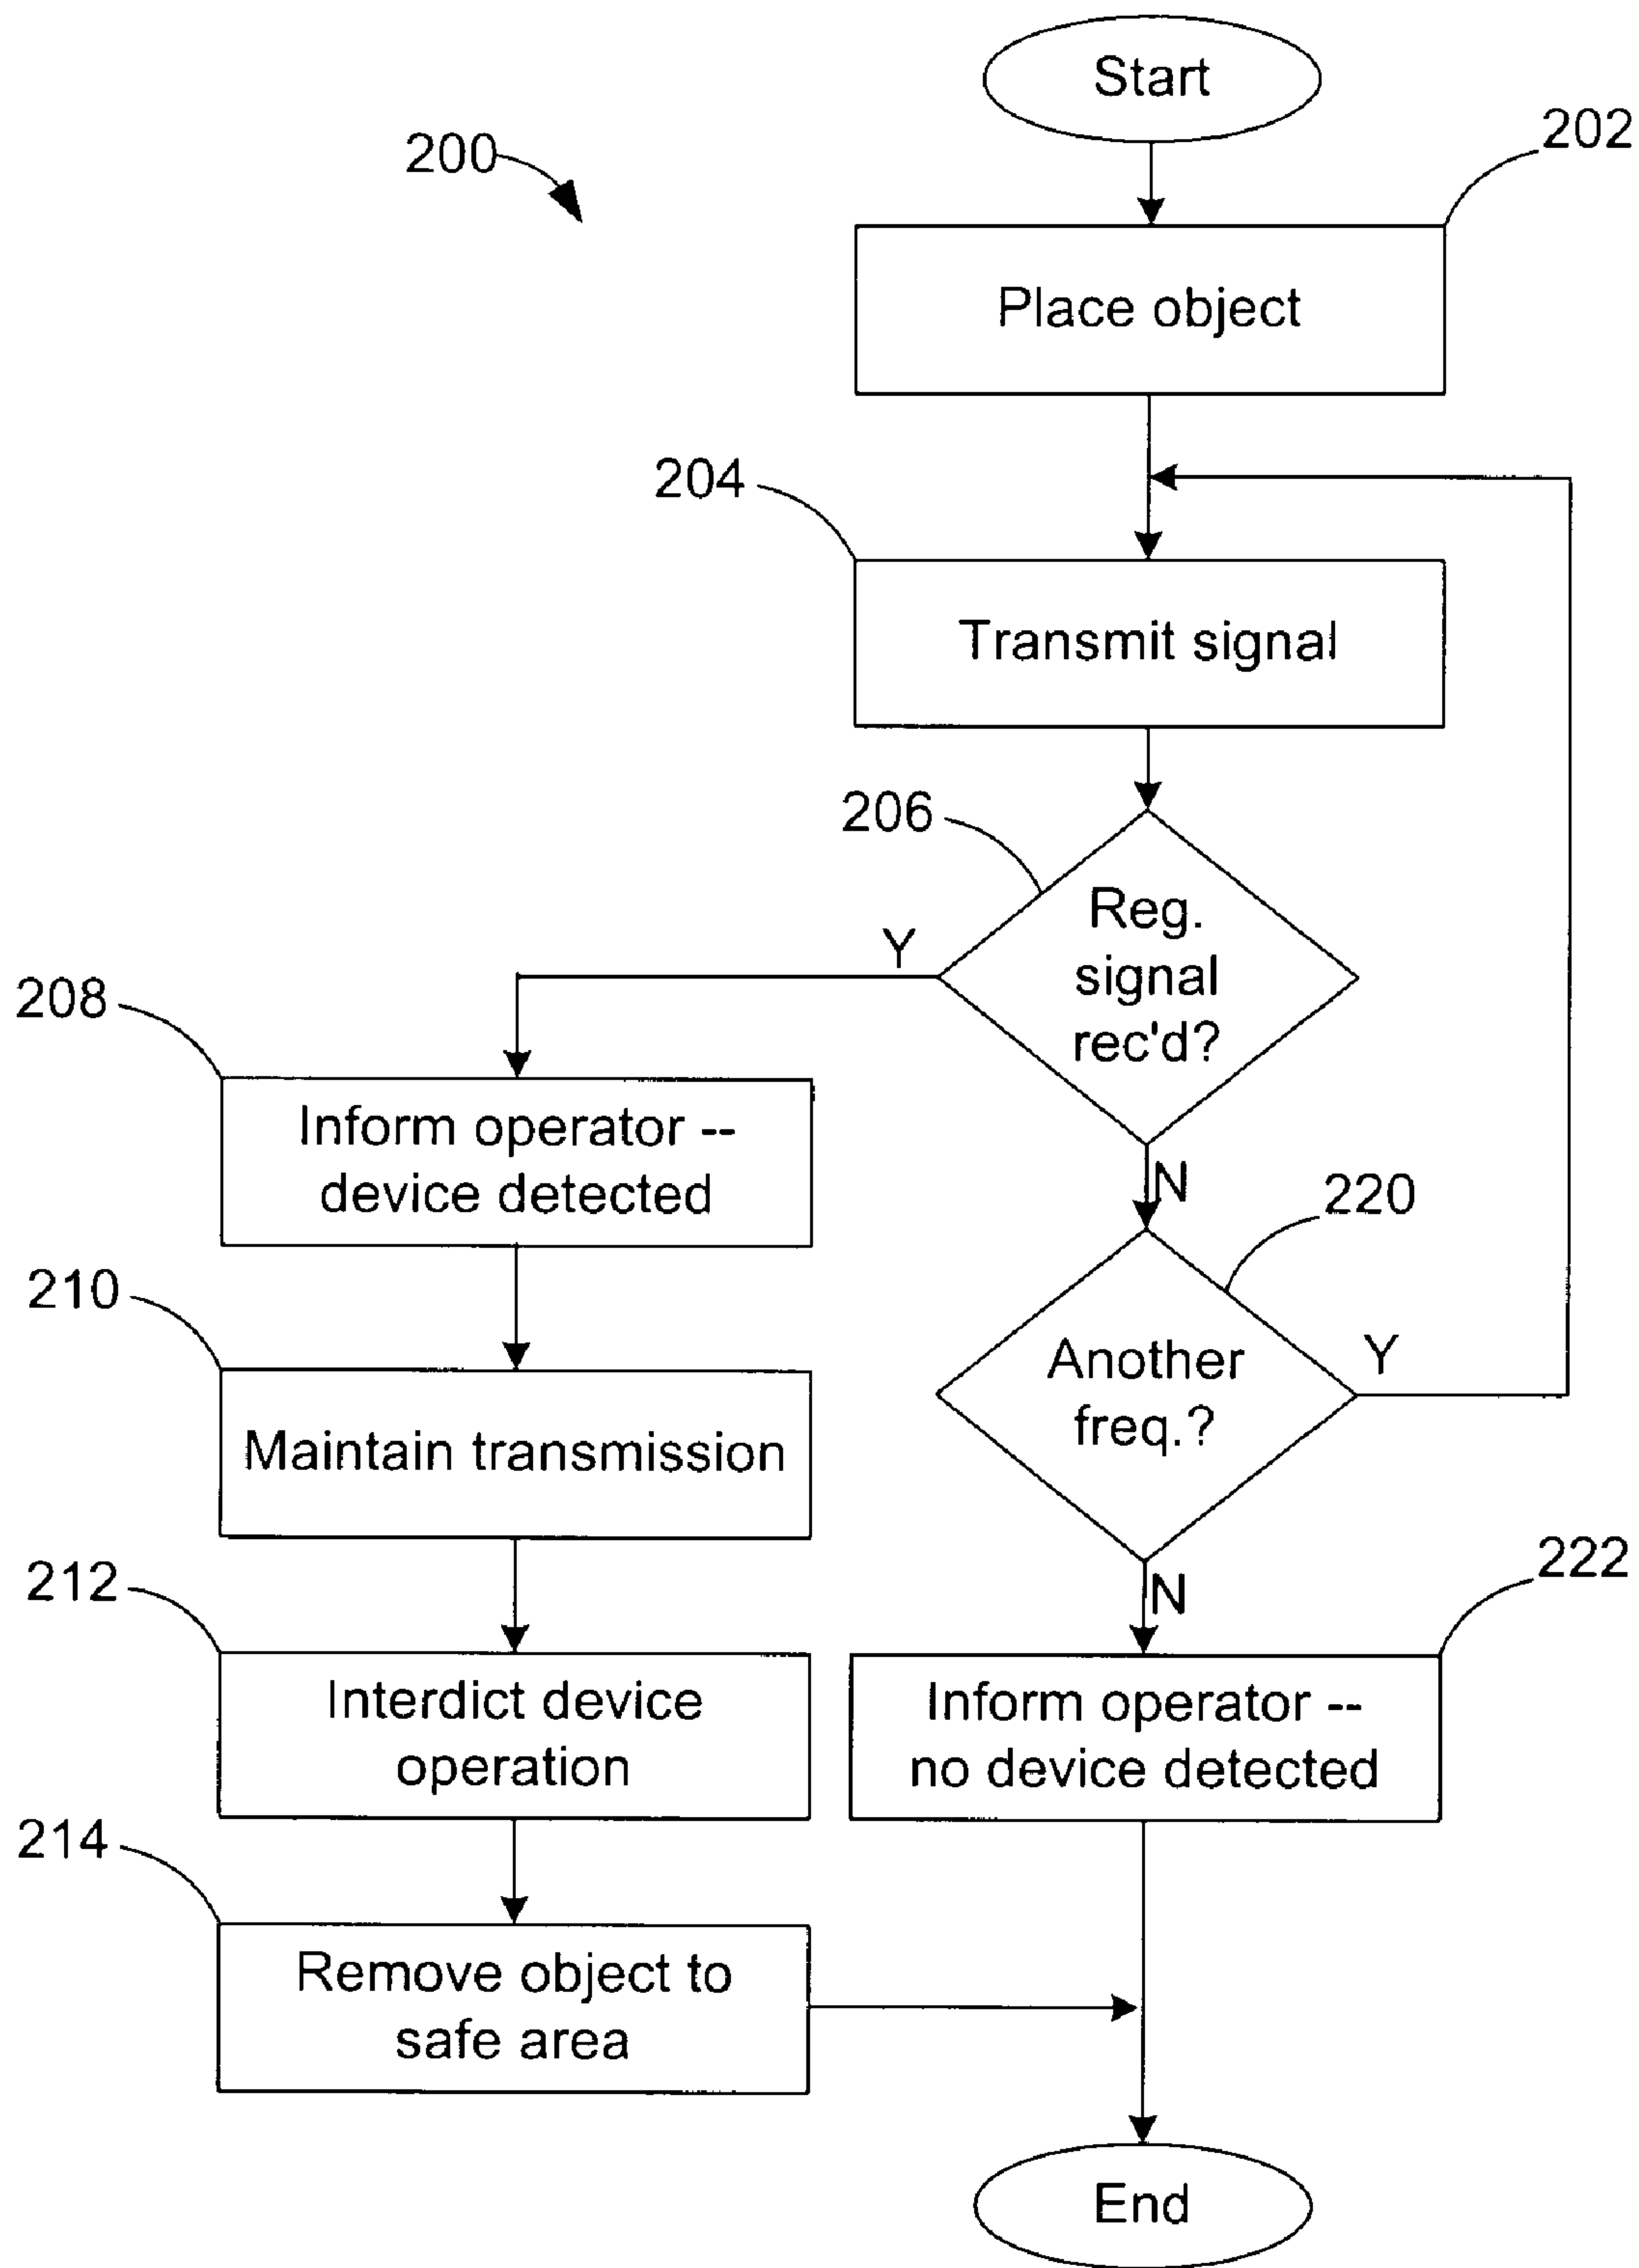 Start
200
202
Place object
204
Transmit signal
206
Reg.
signal
rec'd?
Y
208
Inform operator --
device detected
N
220
210
Another
freq.?
Y
Maintain transmission
212
N
222
Interdict device
operation
Inform operator --
no device detected
214
Remove object to
safe area
End